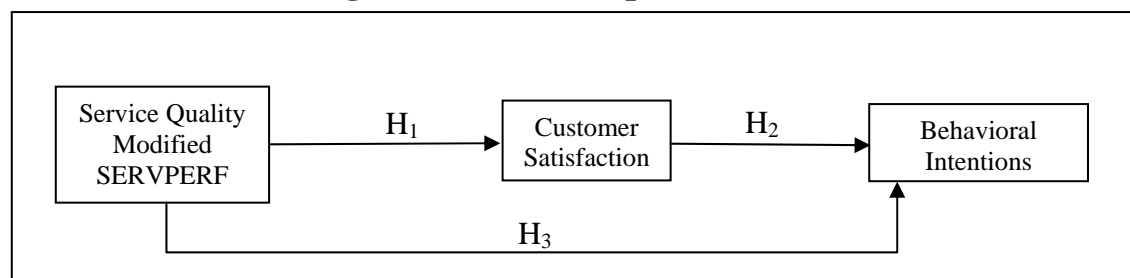 Service Quality
Modified
SERVPERF
H₁
Customer
Satisfaction
H₂
Behavioral
Intentions
H₃